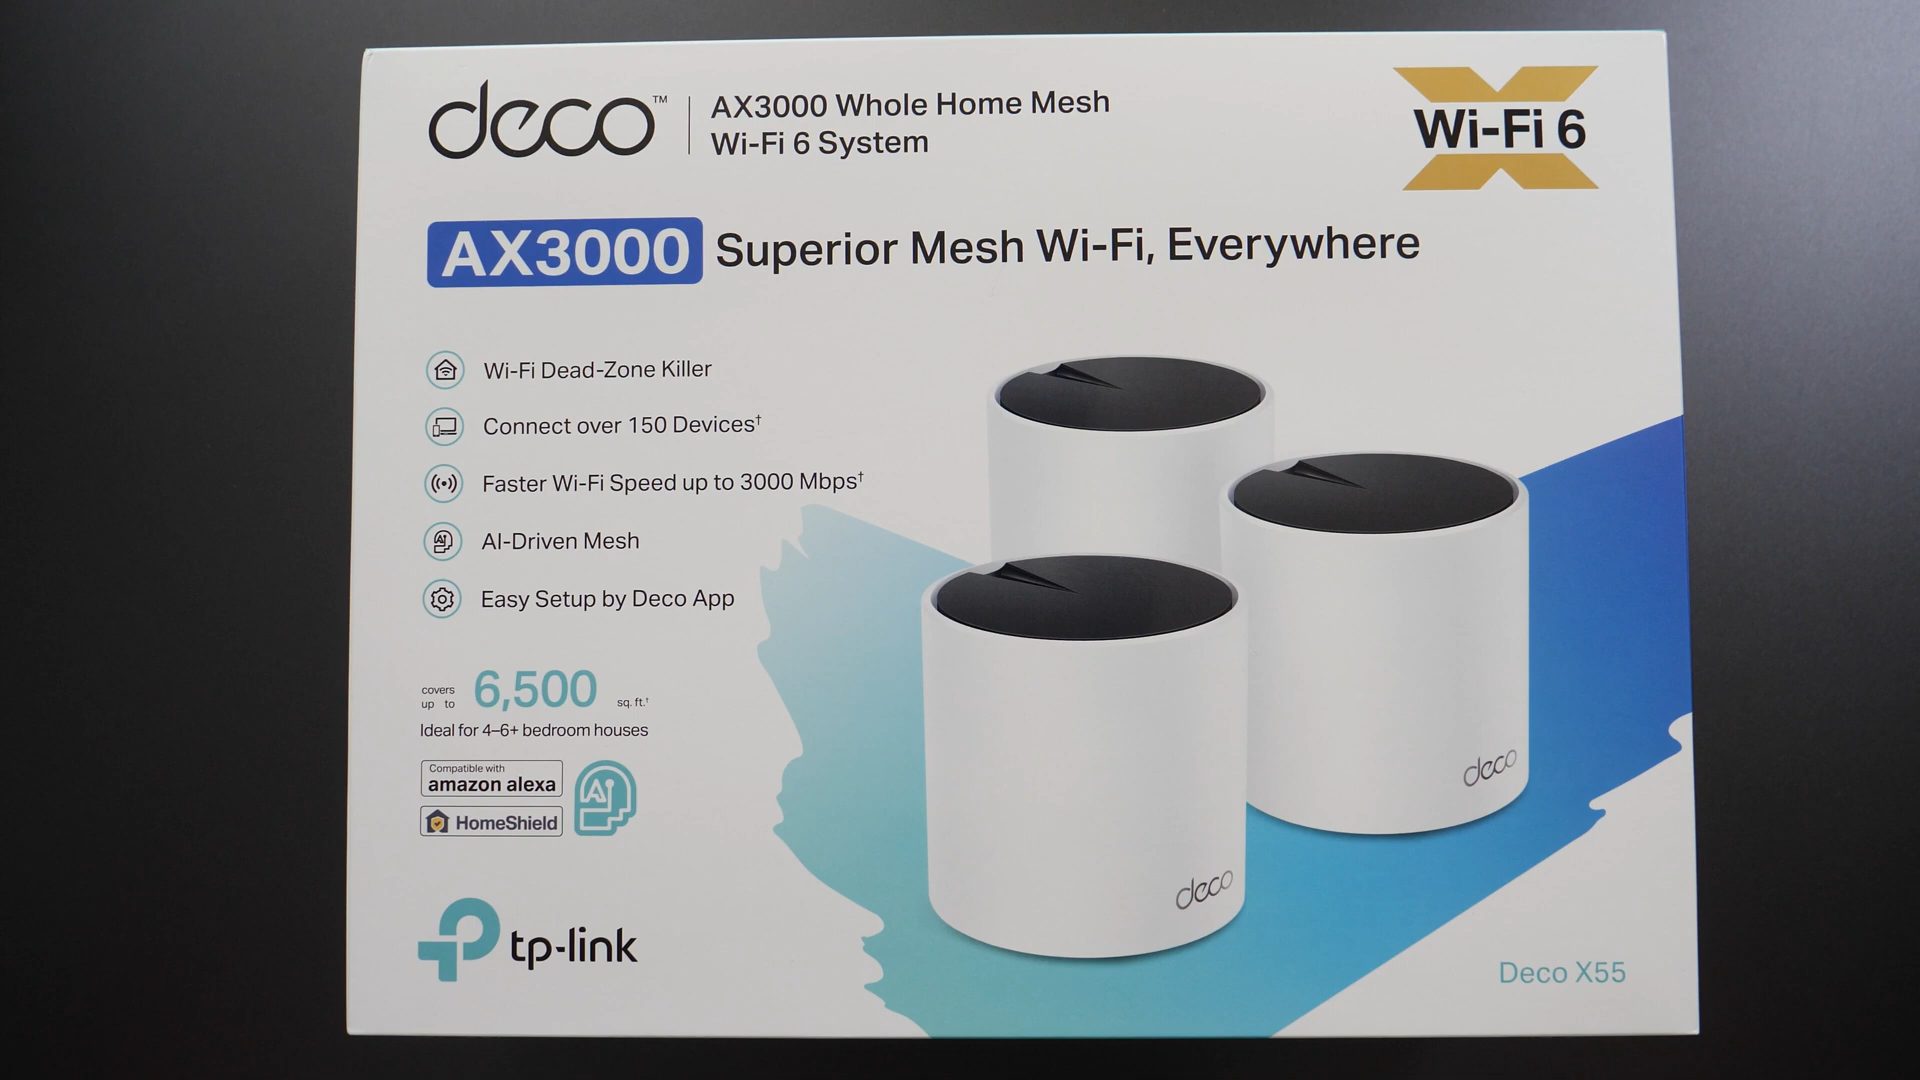 deco™
AX3000 Whole Home Mesh
Wi-Fi 6 System
Wi-Fi 6
AX3000 Superior Mesh Wi-Fi, Everywhere
Wi-Fi Dead-Zone Killer
Connect over 150 Devices†
Faster Wi-Fi Speed up to 3000 Mbps†
AI
AI-Driven Mesh
Easy Setup by Deco App
covers
up to
6,500 sq. ft.†
Ideal for 4–6+ bedroom houses
Compatible with
amazon alexa
HomeShield
AI
deco
deco
tp-link
Deco X55